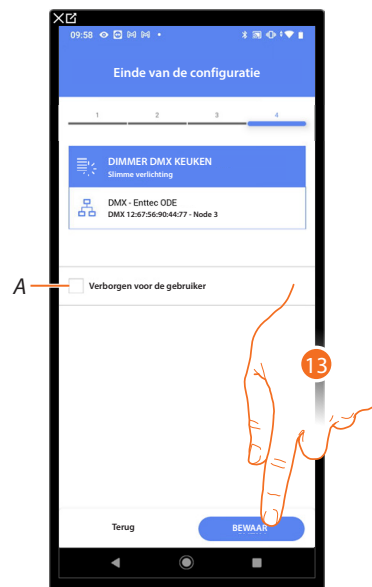 09:58
Einde van de configuratie
1 2 3 4
DIMMER DMX KEUKEN
Slimme verlichting
DMX - Enttec ODE
DMX 12:67:56:90:44:77 - Node 3
A
Verborgen voor de gebruiker
13
Terug
BEWAAR